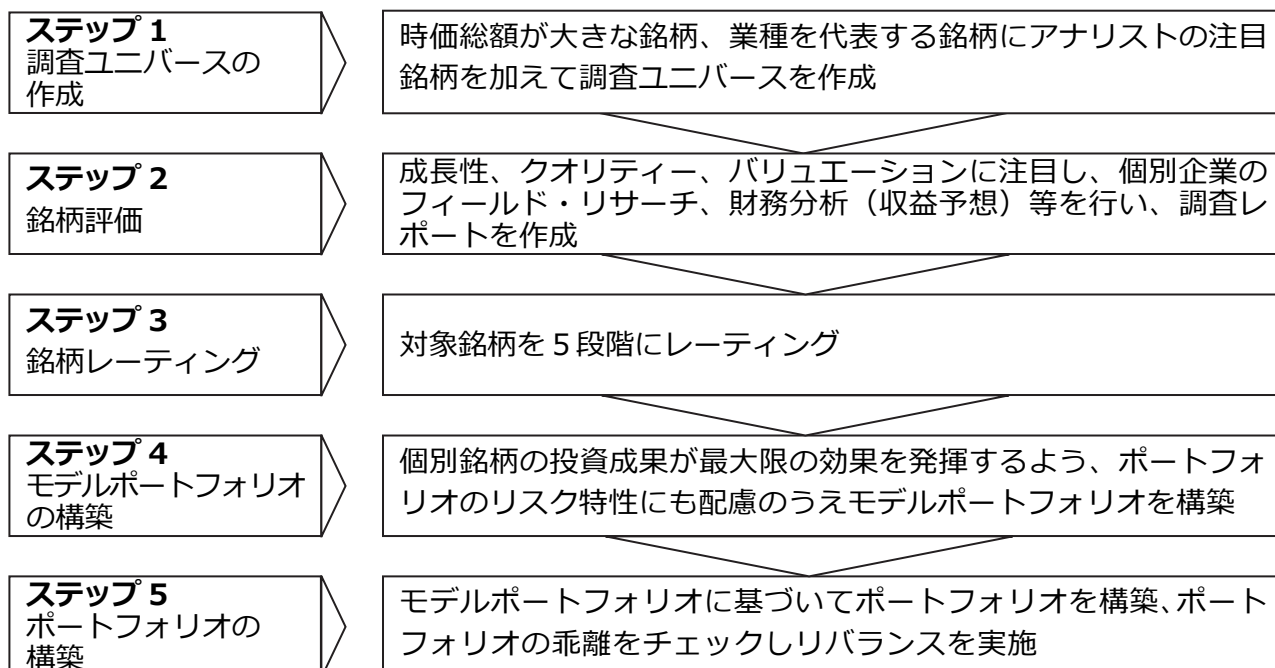 ステップ 1
調査ユニバースの
作成
時価総額が大きな銘柄、業種を代表する銘柄にアナリストの注目
銘柄を加えて調査ユニバースを作成
ステップ 2
銘柄評価
成長性、クオリティー、バリュエーションに注目し、個別企業の
フィールド・リサーチ、財務分析（収益予想）等を行い、調査レ
ポートを作成
ステップ 3
銘柄レーティング
対象銘柄を５段階にレーティング
ステップ 4
モデルポートフォリオ
の構築
個別銘柄の投資成果が最大限の効果を発揮するよう、ポートフォ
リオのリスク特性にも配慮のうえモデルポートフォリオを構築
ステップ 5
ポートフォリオの
構築
モデルポートフォリオに基づいてポートフォリオを構築、ポート
フォリオの乖離をチェックしリバランスを実施